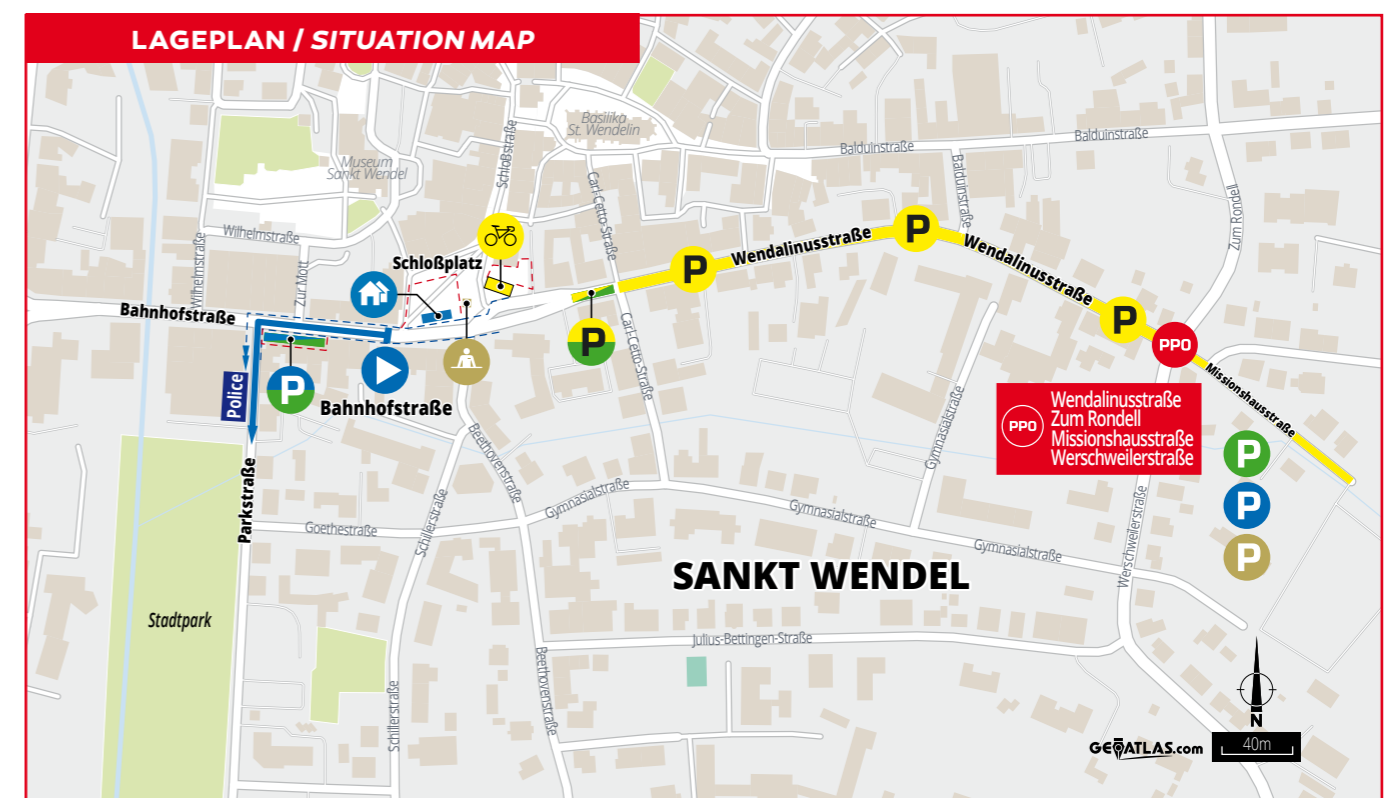 LAGEPLAN / SITUATION MAP
Basilika
St. Wendelin
Balduinstraße
Balduinstraße
Schloßstraße
Museum
Sankt Wendel
Balduinstraße
Carl-Cetto-Straße
Zum Rondell
Wilhelmstraße
Wilhelmstraße
Zur Mott
Schloßplatz
Wendalinusstraße
P
P
Wendalinusstraße
Bahnhofstraße
P
Carl-Cetto-Straße
P
PPO
Missionshausstraße
Police
P
Bahnhofstraße
Gymnasialstraße
PPO
Wendalinusstraße
Zum Rondell
Missionshausstraße
Werschweilerstraße
P
P
P
Parkstraße
Beethovenstraße
Gymnasialstraße
Goethestraße
Schillerstraße
Gymnasialstraße
Gymnasialstraße
Werschweilerstraße
SANKT WENDEL
Stadtpark
Julius-Bettingen-Straße
Schillerstraße
Beethovenstraße
N
GEOATLAS.com
40m